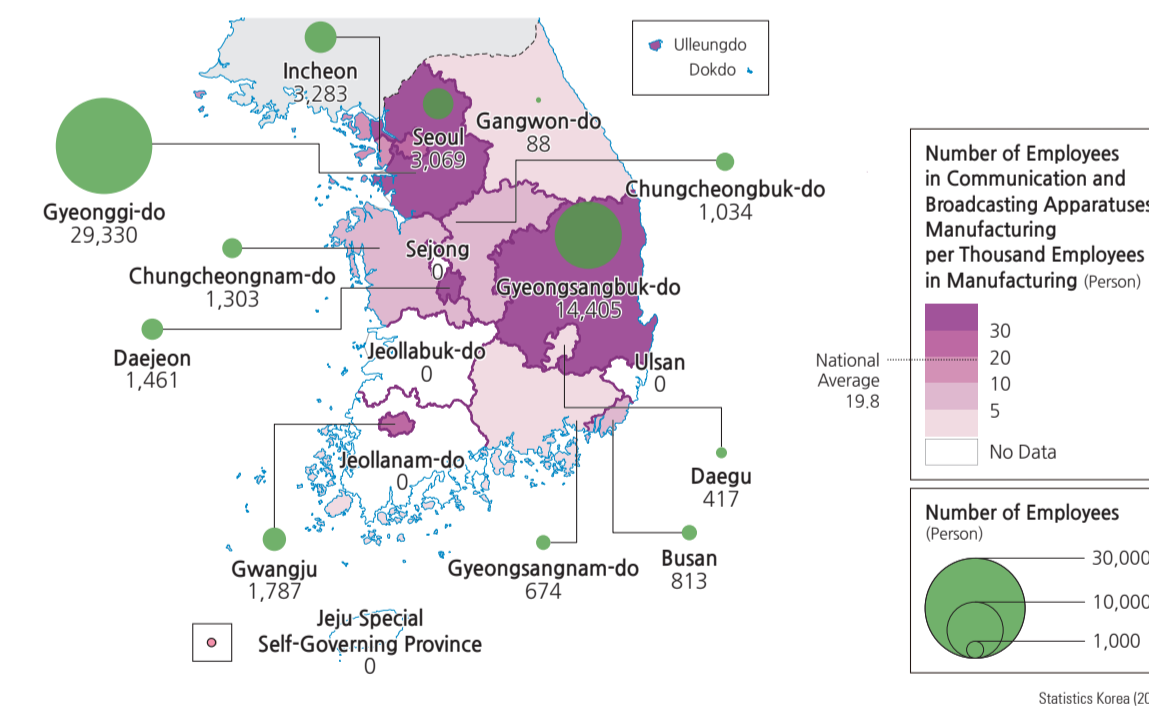 Incheon
3,283
Ulleungdo
Dokdo
Seoul
3,069
Gangwon-do
88
Gyeonggi-do
29,330
Chungcheongbuk-do
1,034
Chungcheongnam-do
1,303
Sejong
0
Gyeongsangbuk-do
14,405
Daejeon
1,461
Jeollabuk-do
0
Ulsan
0
Jeollanam-do
0
Daegu
417
Gwangju
1,787
Gyeongsangnam-do
674
Busan
813
Jeju Special
Self-Governing Province
0
Number of Employees
in Communication and
Broadcasting Apparatuses
Manufacturing
per Thousand Employees
in Manufacturing (Person)
30
20
10
5
No Data
National
Average
19.8
Number of Employees
(Person)
30,000
10,000
1,000
Statistics Korea (20